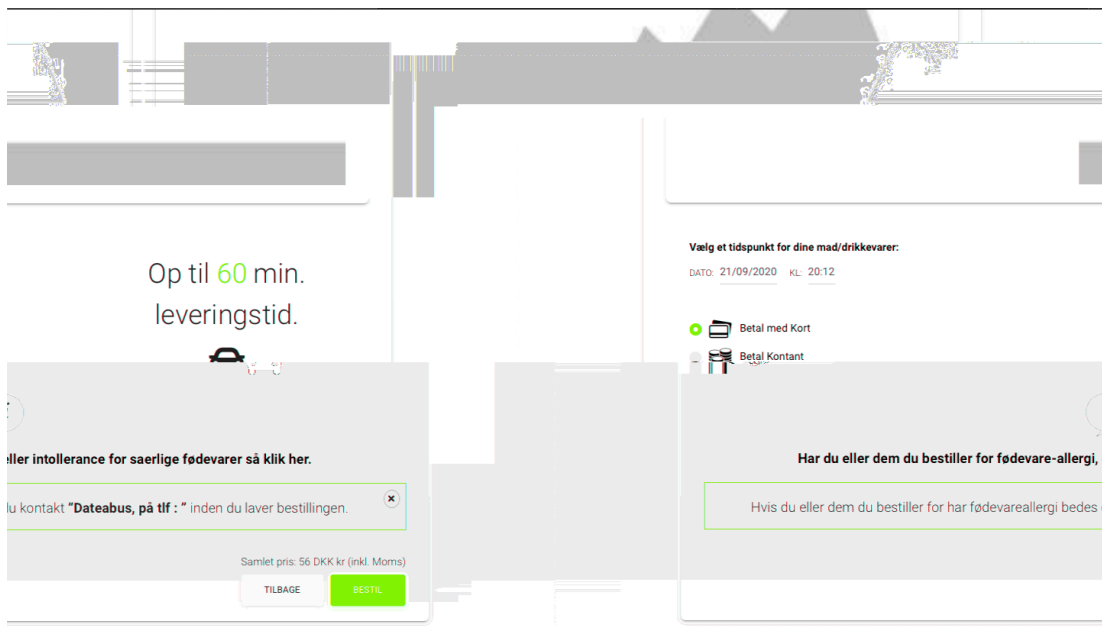 Op til 60 min.
leveringstid.
Vælg et tidspunkt for dine mad/drikkevarer:
DATO: 21/09/2020 KL: 20:12
Betal med Kort
Betal Kontant
eller intollerance for saerlige fødevarer så klik her.
du kontakt “Dateabus, på tlf : ” inden du laver bestillingen.
Samlet pris: 56 DKK kr (inkl. Moms)
TILBAGE BESTIL
Har du eller dem du bestiller for fødevare-allergi,
Hvis du eller dem du bestiller for har fødevareallergi bedes